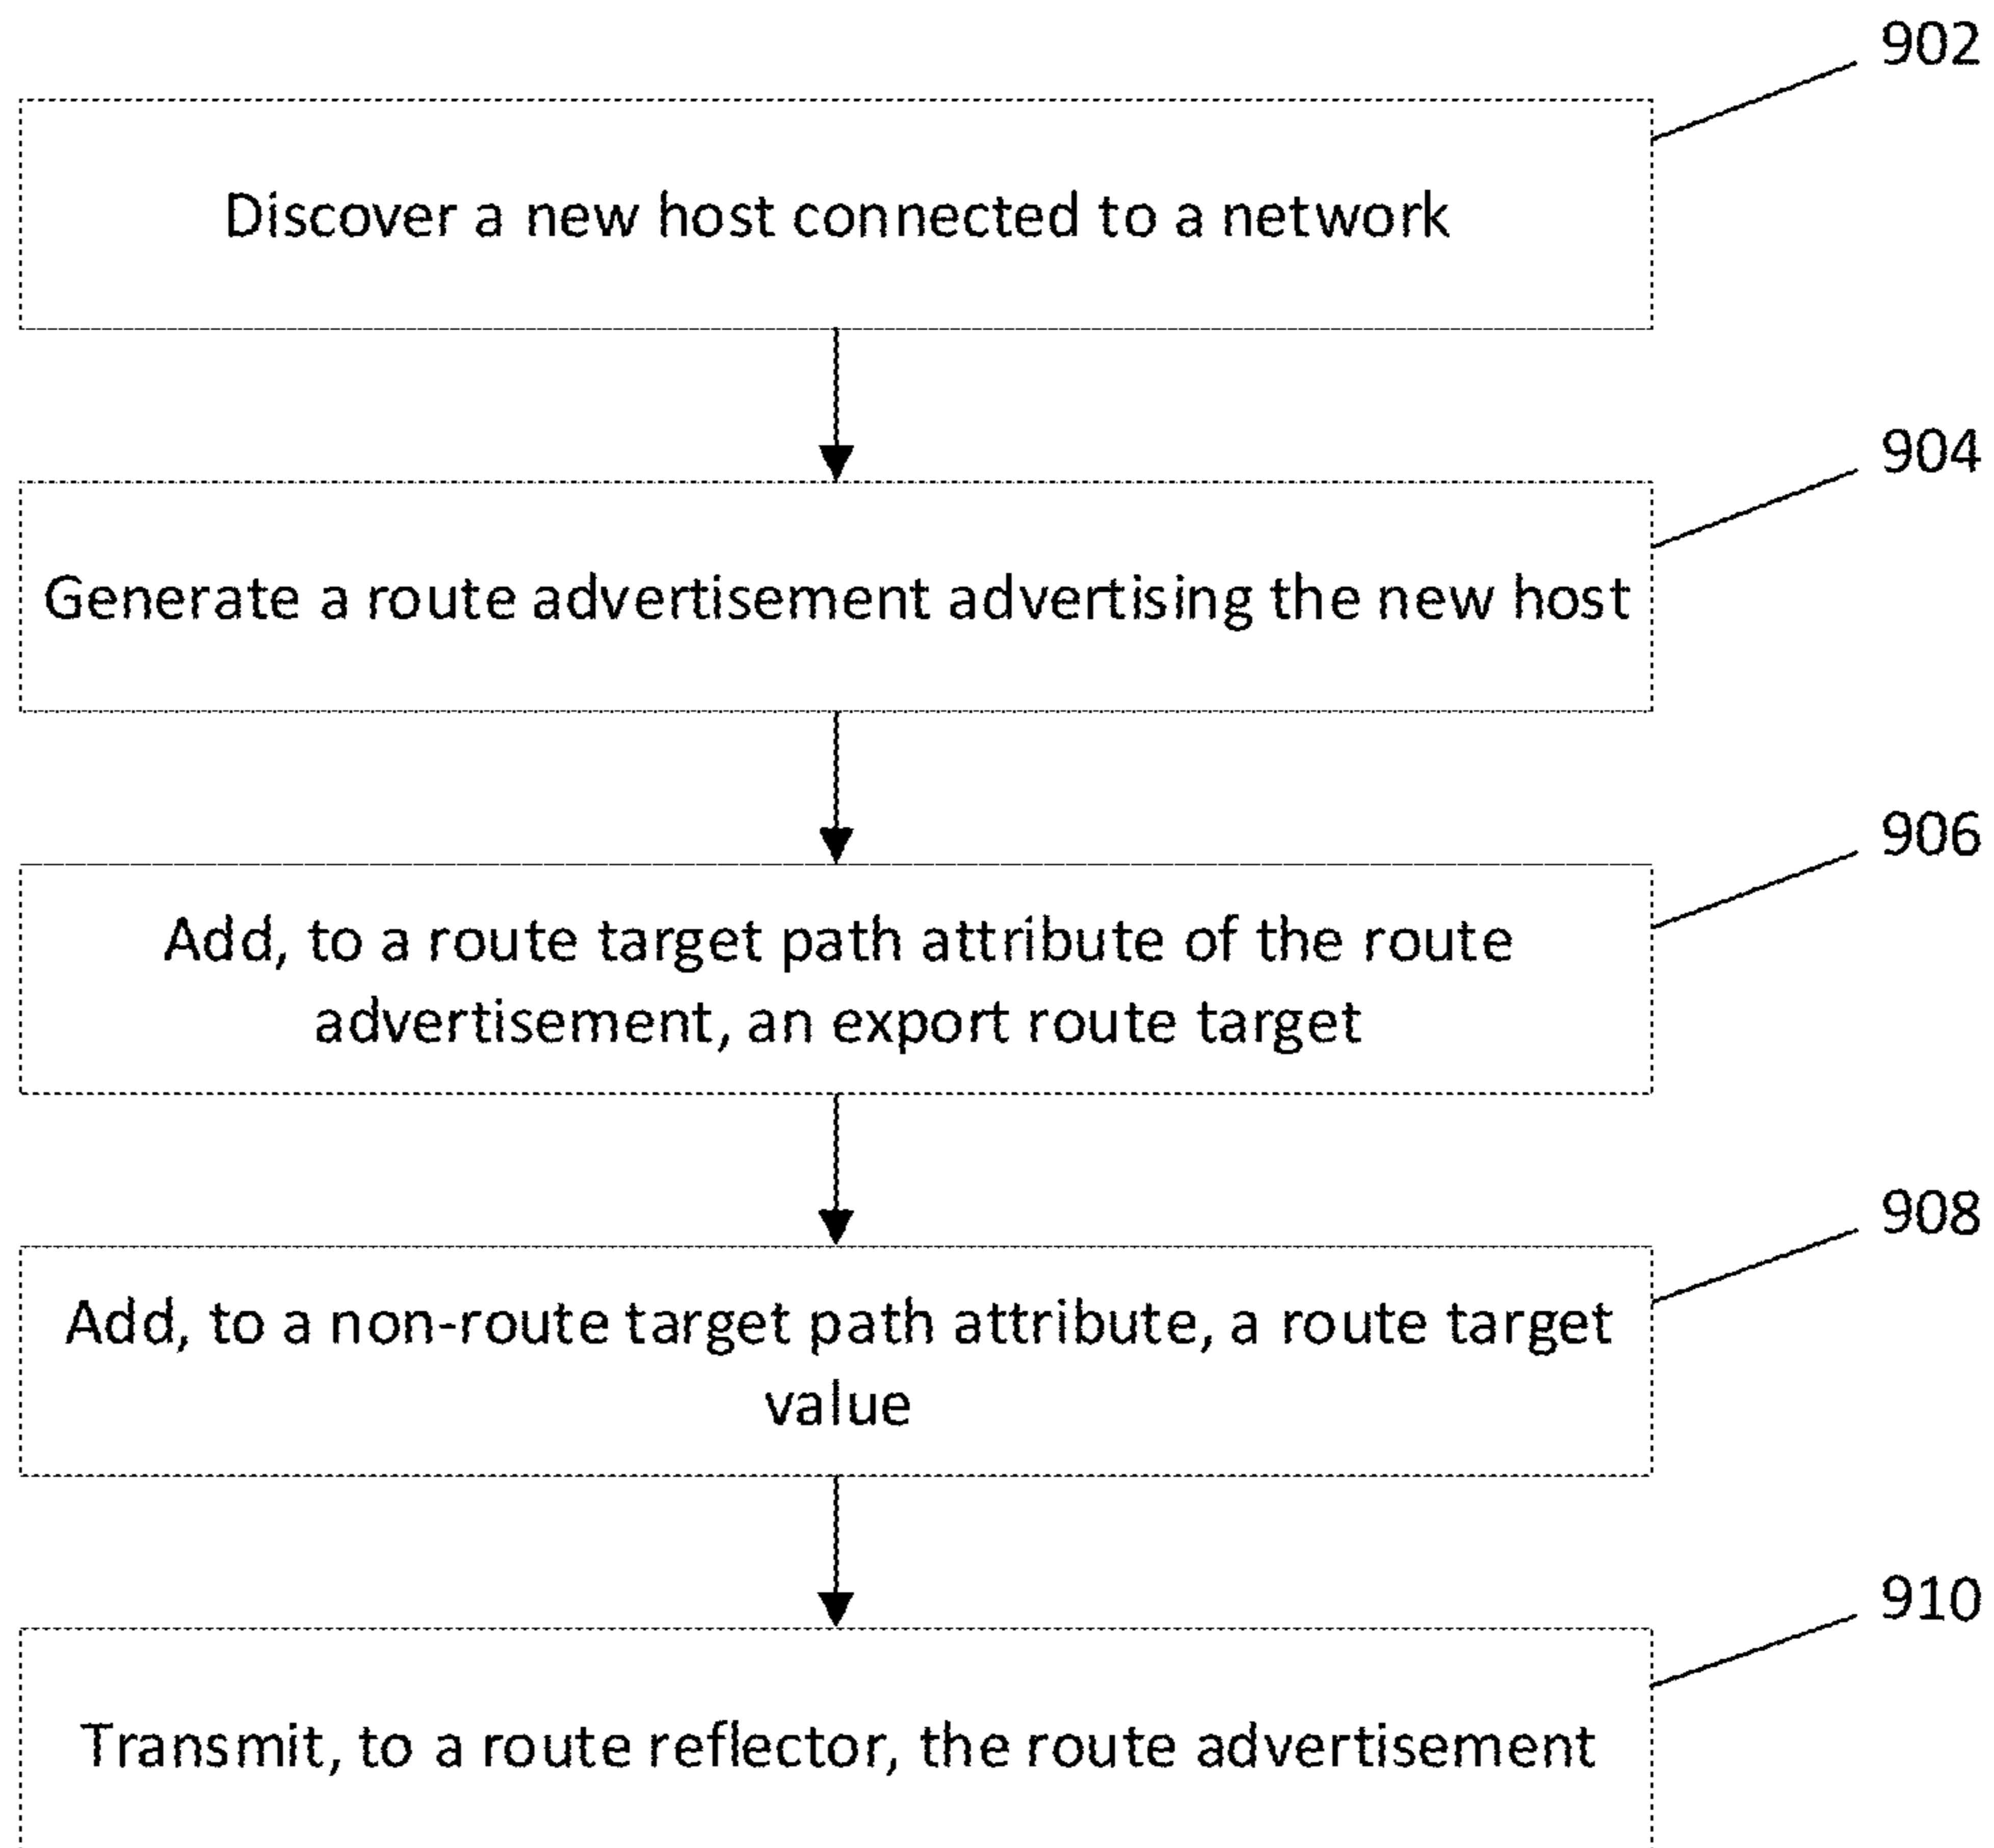 902
Discover a new host connected to a network
904
Generate a route advertisement advertising the new host
906
Add, to a route target path attribute of the route
advertisement, an export route target
908
Add, to a non-route target path attribute, a route target
value
910
Transmit, to a route reflector, the route advertisement